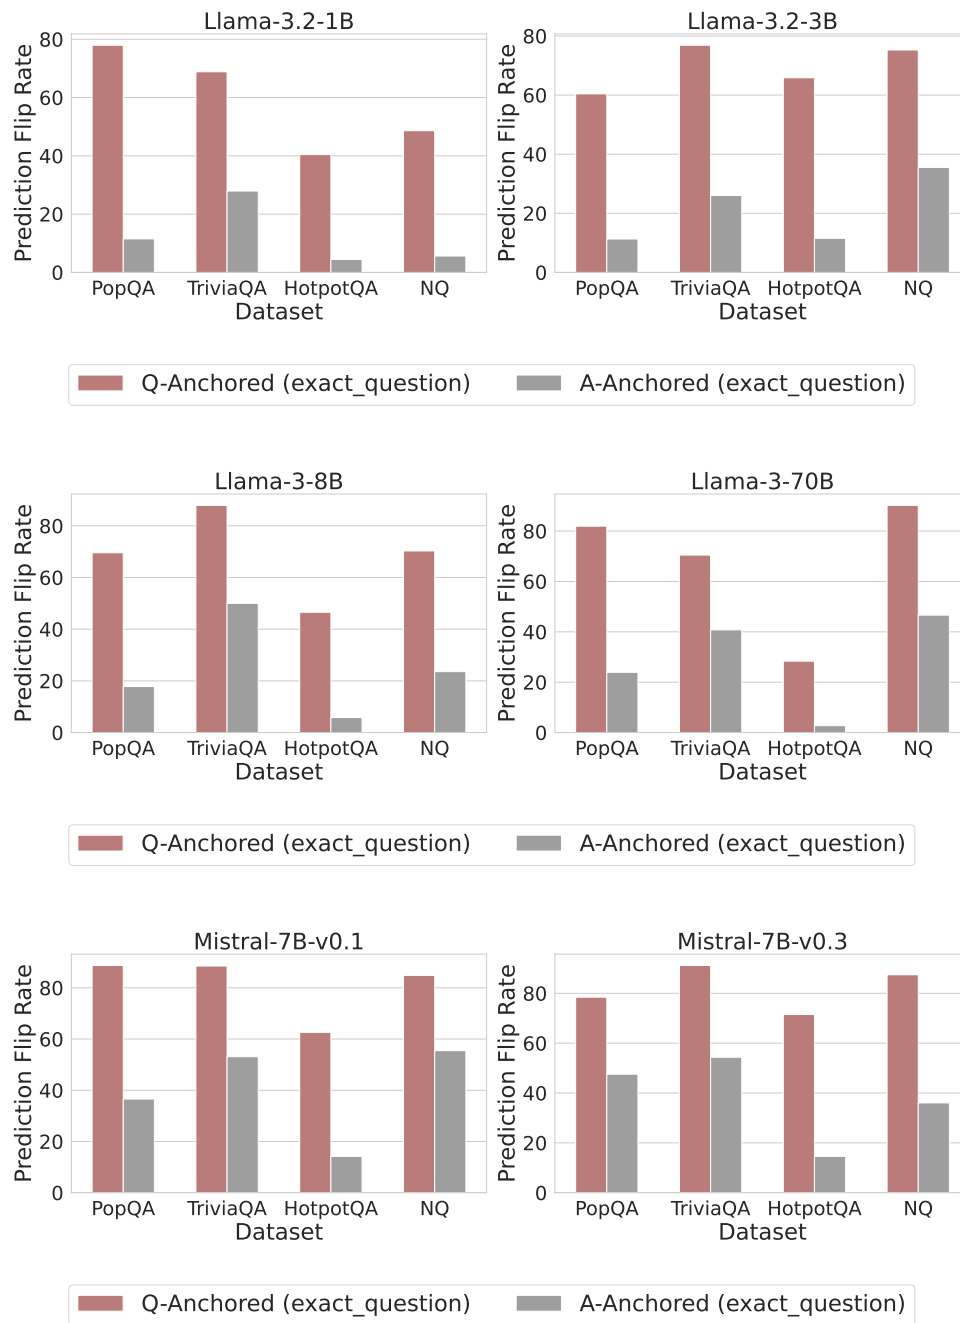 Llama-3.2-1B
Prediction Flip Rate
80
60
40
20
0
PopQA TriviaQA HotpotQA NQ
Dataset
Llama-3.2-3B
Prediction Flip Rate
80
60
40
20
0
PopQA TriviaQA HotpotQA NQ
Dataset
Q-Anchored (exact_question) A-Anchored (exact_question)
Llama-3-8B
Prediction Flip Rate
80
60
40
20
0
PopQA TriviaQA HotpotQA NQ
Dataset
Llama-3-70B
Prediction Flip Rate
80
60
40
20
0
PopQA TriviaQA HotpotQA NQ
Dataset
Q-Anchored (exact_question) A-Anchored (exact_question)
Mistral-7B-v0.1
Prediction Flip Rate
80
60
40
20
0
PopQA TriviaQA HotpotQA NQ
Dataset
Mistral-7B-v0.3
Prediction Flip Rate
80
60
40
20
0
PopQA TriviaQA HotpotQA NQ
Dataset
Q-Anchored (exact_question) A-Anchored (exact_question)